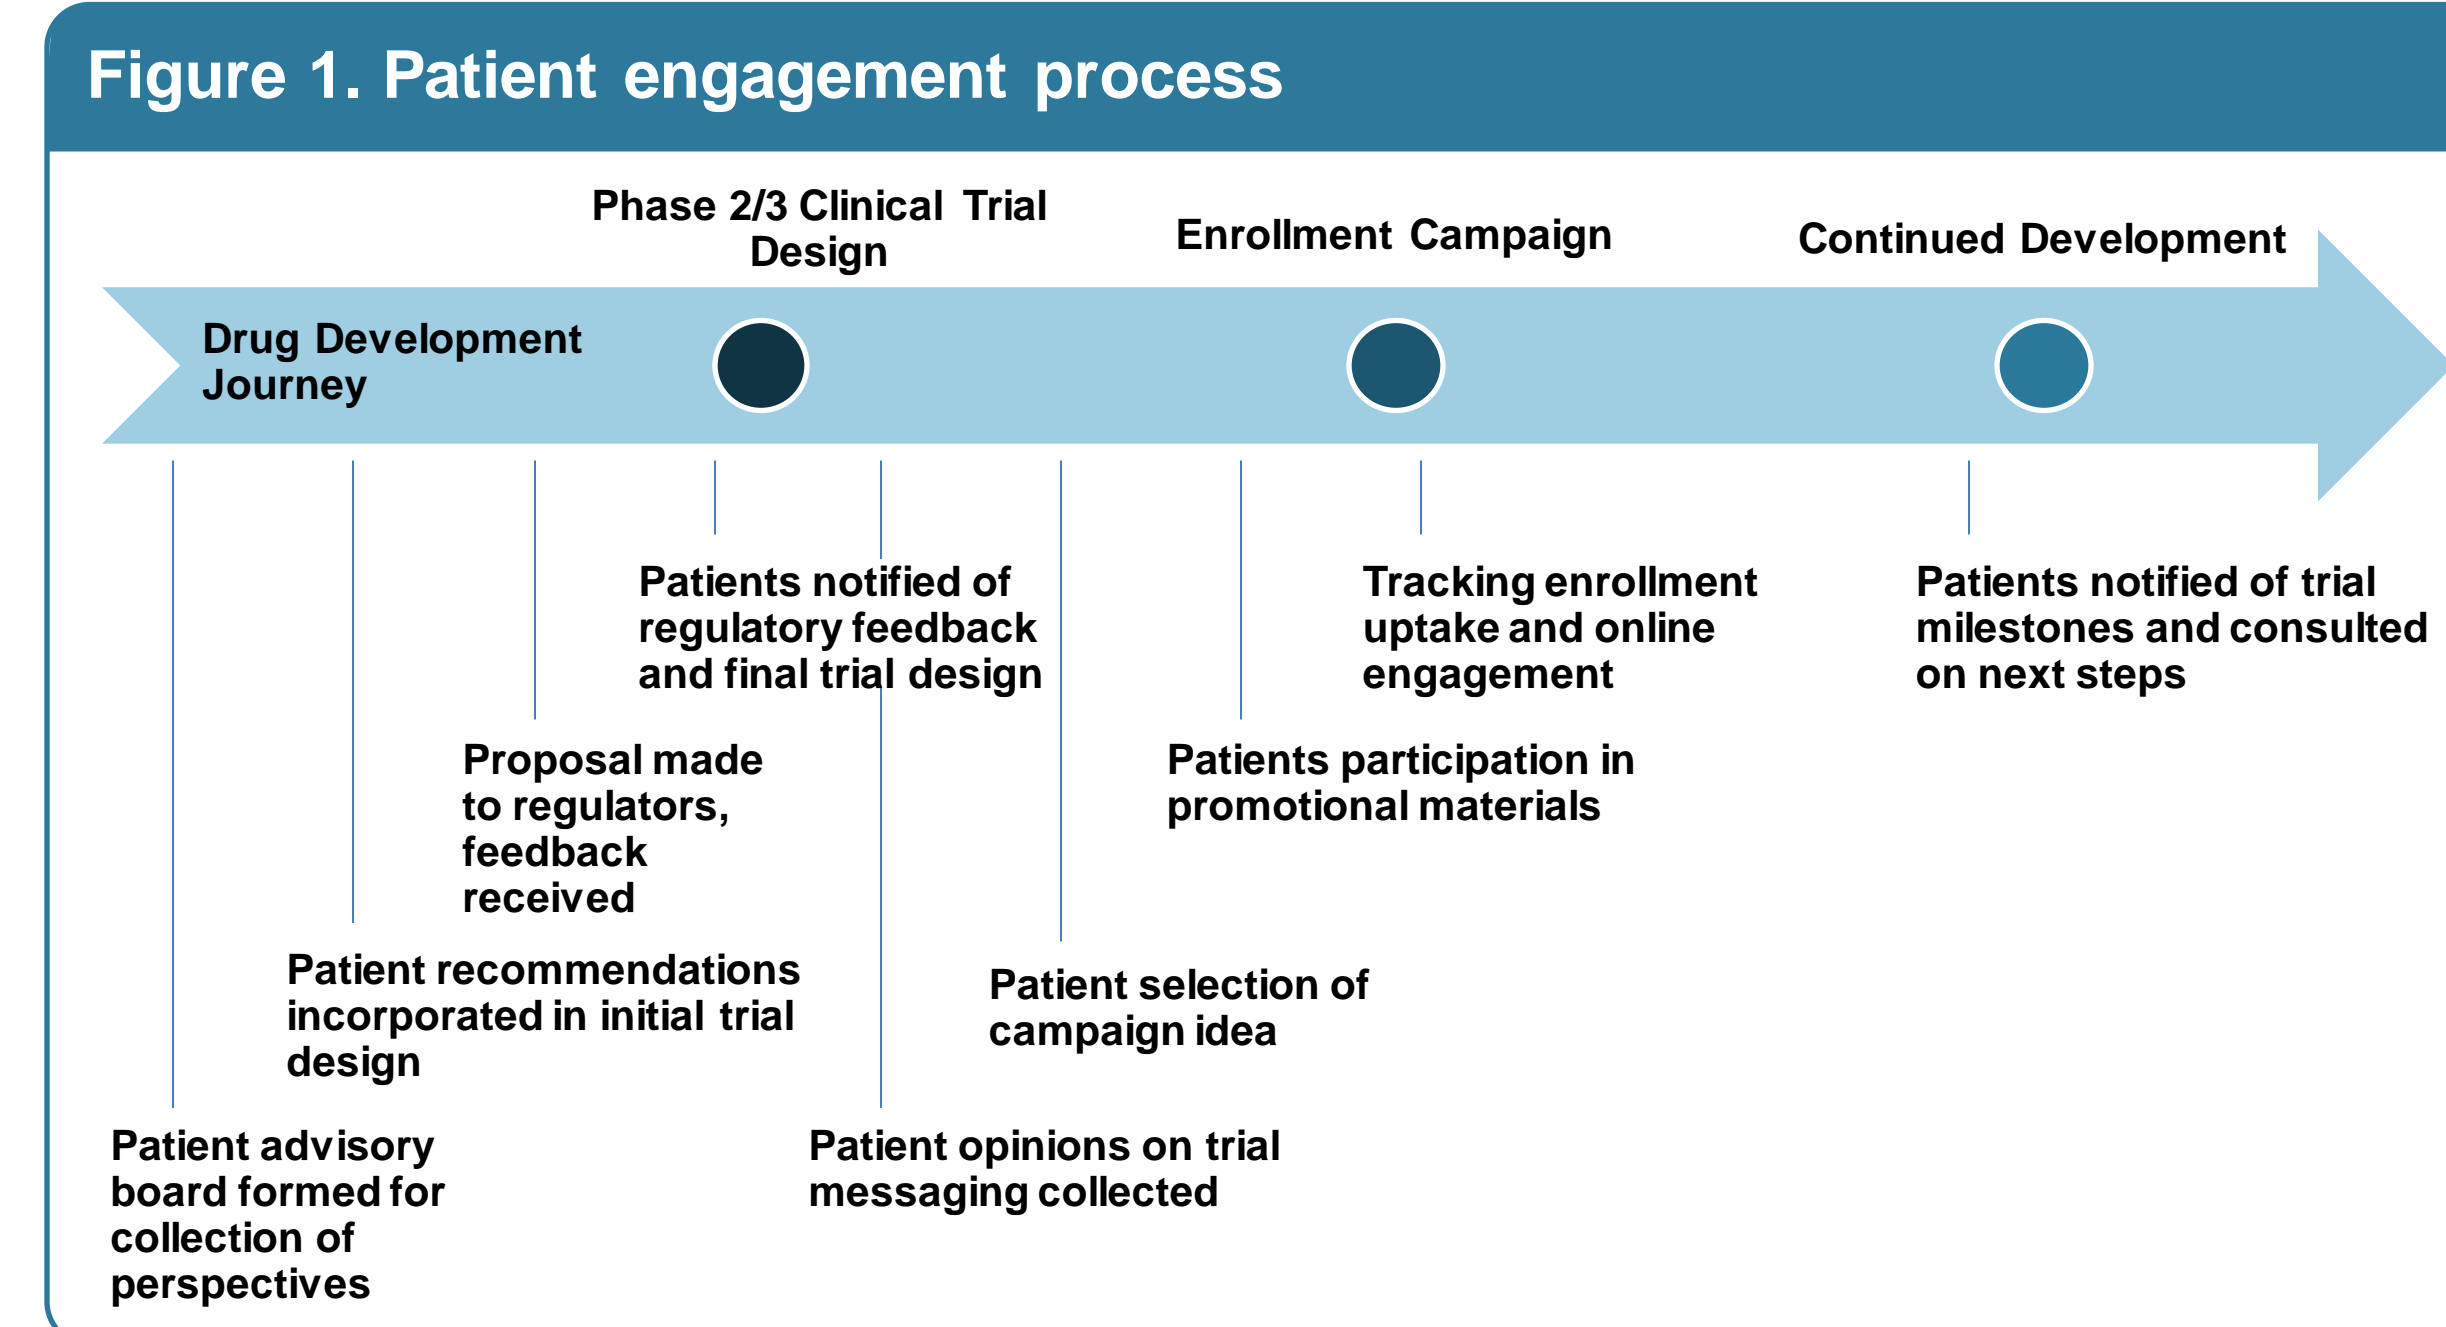 Figure 1. Patient engagement process
Phase 2/3 Clinical Trial
Design
Enrollment Campaign
Continued Development
Drug Development
Journey
Patients notified of
regulatory feedback
and final trial design
Tracking enrollment
uptake and online
engagement
Patients notified of trial
milestones and consulted
on next steps
Proposal made
to regulators,
feedback
received
Patients participation in
promotional materials
Patient recommendations
incorporated in initial trial
design
Patient selection of
campaign idea
Patient advisory
board formed for
collection of
perspectives
Patient opinions on trial
messaging collected